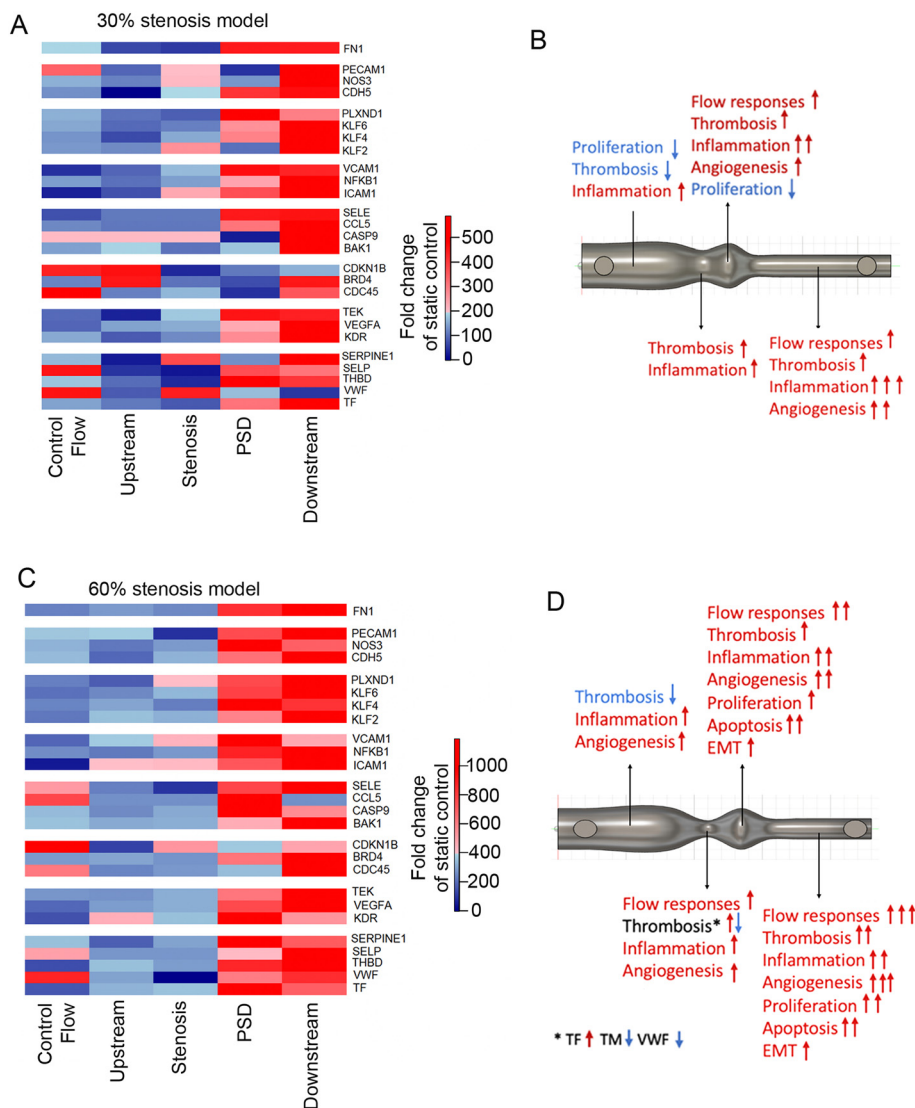 A
30% stenosis model
FN1
PECAM1
NOS3
CDH5
PLXND1
KLF6
KLF4
KLF2
VCAM1
NFKB1
ICAM1
SELE
CCL5
CASP9
BAK1
CDKN1B
BRD4
CDC45
TEK
VEGFA
KDR
SERPINE1
SELP
THBD
VWF
TF
Control
Flow
Upstream
Stenosis
PSD
Downstream
Fold change
of static control
500
400
300
200
100
0
B
Proliferation ↓
Thrombosis ↓
Inflammation ↑
Flow responses ↑
Thrombosis ↑
Inflammation ↑↑
Angiogenesis ↑
Proliferation ↓
Thrombosis ↑
Inflammation ↑
Flow responses ↑
Thrombosis ↑
Inflammation ↑↑↑
Angiogenesis ↑↑
C
60% stenosis model
FN1
PECAM1
NOS3
CDH5
PLXND1
KLF6
KLF4
KLF2
VCAM1
NFKB1
ICAM1
SELE
CCL5
CASP9
BAK1
CDKN1B
BRD4
CDC45
TEK
VEGFA
KDR
SERPINE1
SELP
THBD
VWF
TF
Control
Flow
Upstream
Stenosis
PSD
Downstream
Fold change
of static control
1000
800
600
400
200
0
D
Thrombosis ↓
Inflammation ↑
Angiogenesis ↑
Flow responses ↑↑
Thrombosis ↑
Inflammation ↑↑
Angiogenesis ↑↑
Proliferation ↑
Apoptosis ↑↑
EMT ↑
Flow responses ↑
Thrombosis* ↑↓
Inflammation ↑
Angiogenesis ↑
Flow responses ↑↑↑
Thrombosis ↑↑
Inflammation ↑↑
Angiogenesis ↑↑↑
Proliferation ↑↑
Apoptosis ↑↑
EMT ↑
* TF ↑ TM ↓ VWF ↓